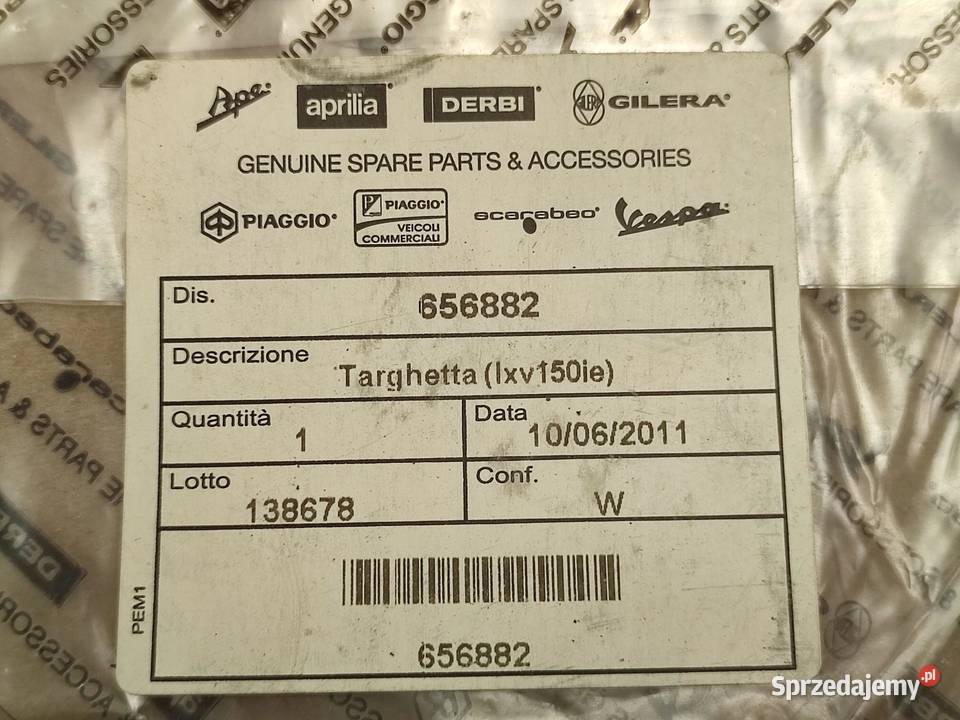 Ape.
aprilia
DERBI
GILERA
GENUINE SPARE PARTS & ACCESSORIES
PIAGGIO
PIAGGIO
VEICOLI
COMMERCIALI
scarabeo
Vespa
Dis.
656882
Descrizione
Targhetta (lxv150ie)
Quantità
1
Data
10/06/2011
Lotto
138678
Conf.
W
PEM1
656882
Sprzedajemy.pl